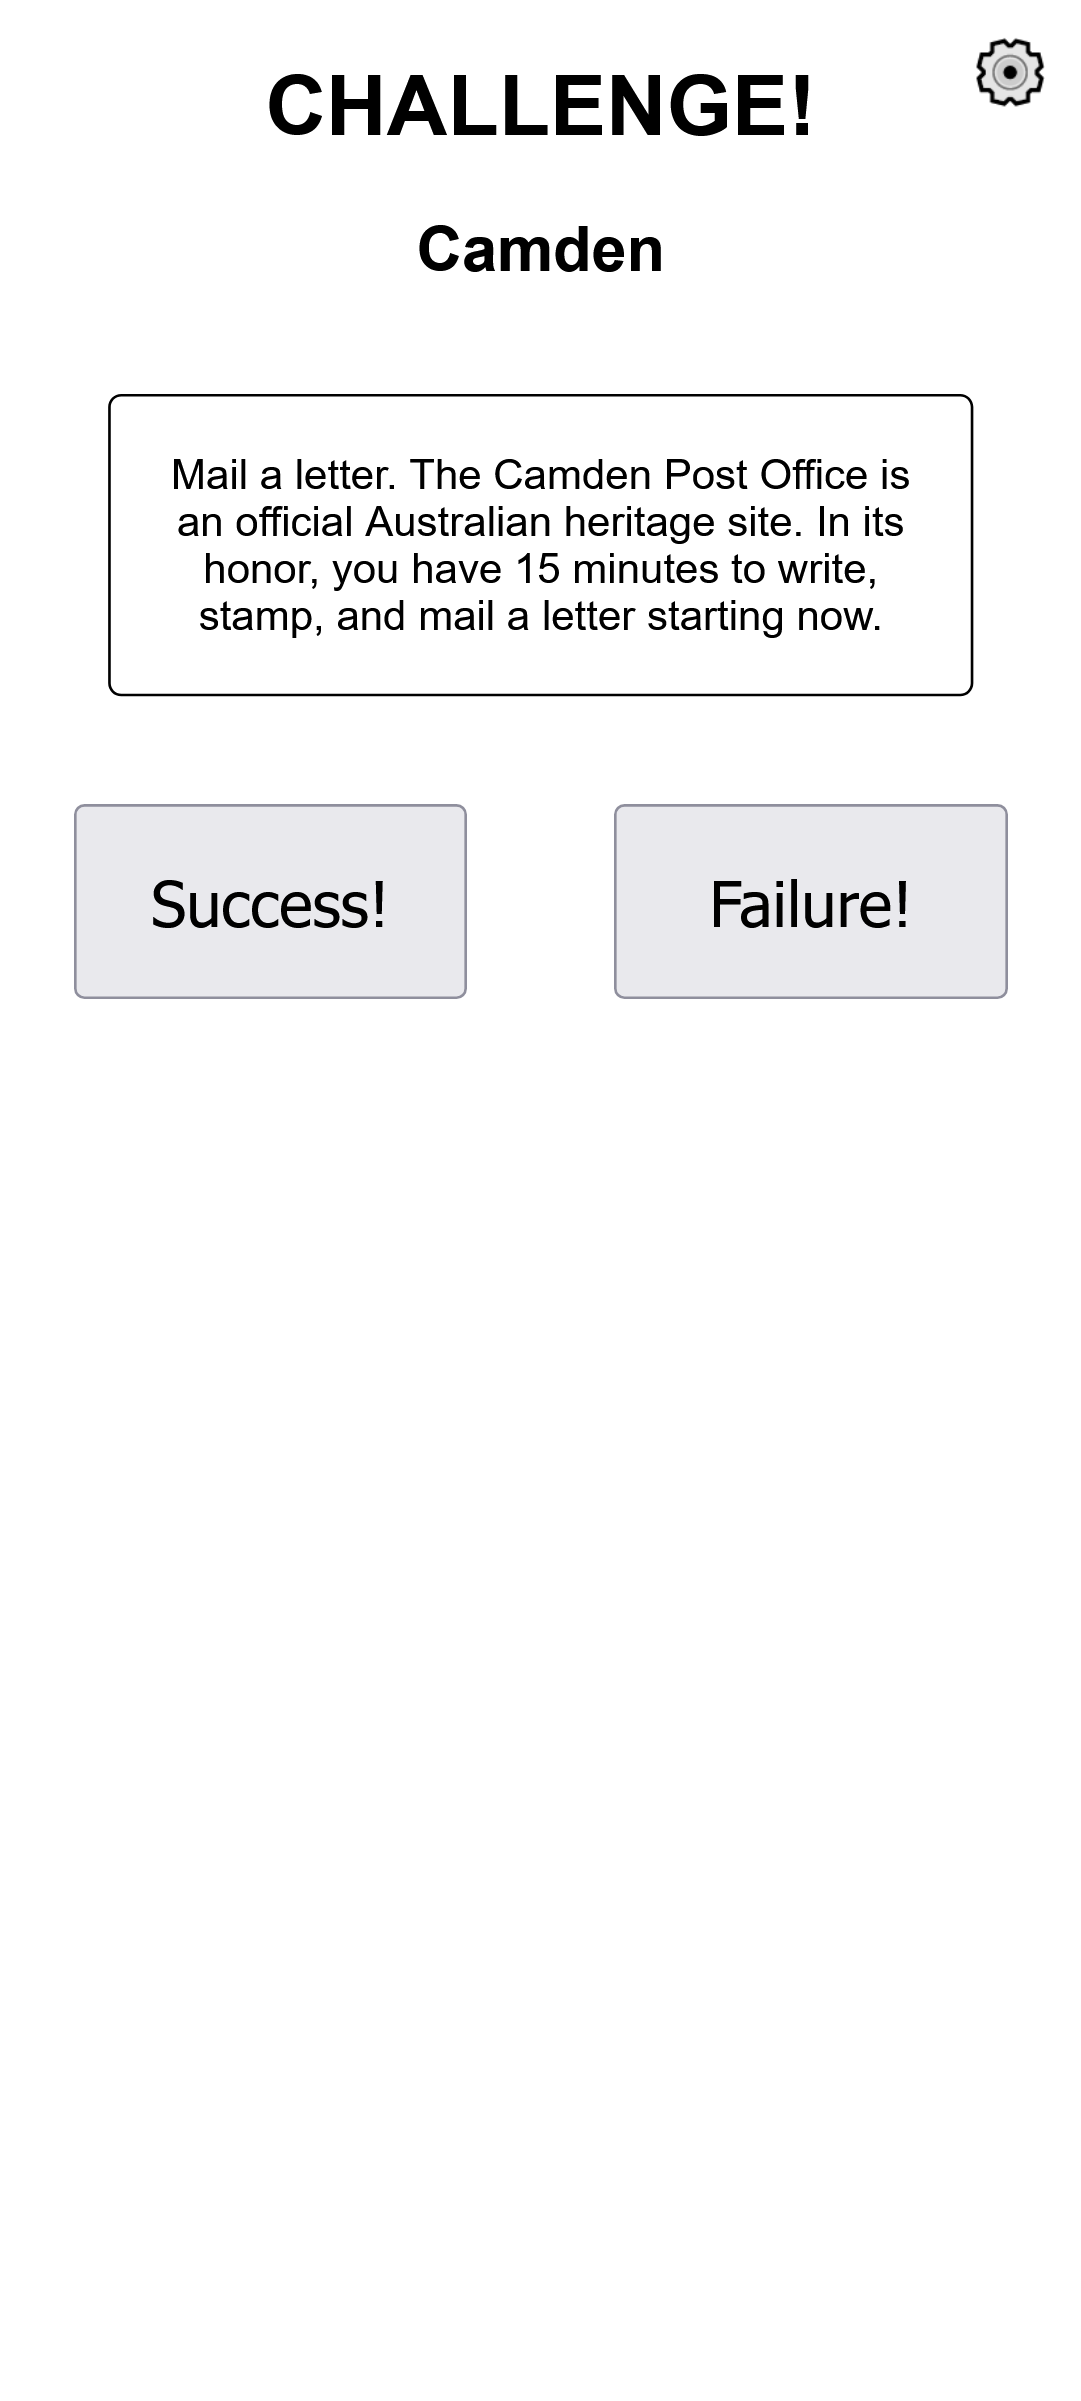 CHALLENGE!
Camden
Mail a letter. The Camden Post Office is
an official Australian heritage site. In its
honor, you have 15 minutes to write,
stamp, and mail a letter starting now.
Success!
Failure!